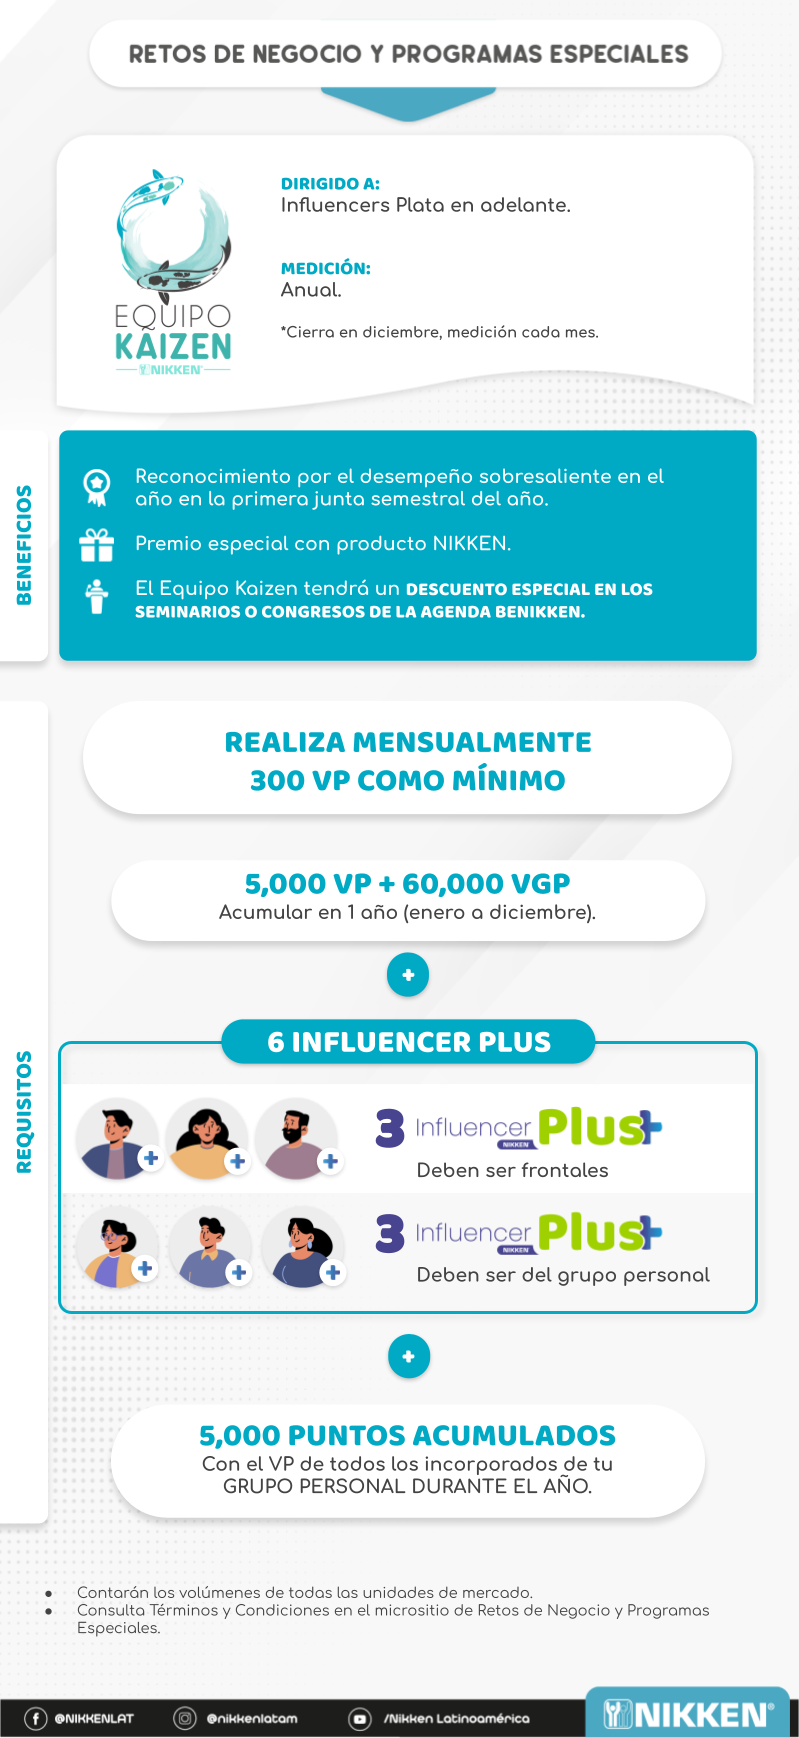 RETOS DE NEGOCIO Y PROGRAMAS ESPECIALES
DIRIGIDO A:
Influencers Plata en adelante.
MEDICIÓN:
Anual.
*Cierra en diciembre, medición cada mes.
EQUIPO
KAIZEN
NIKKEN
BENEFICIOS
Reconocimiento por el desempeño sobresaliente en el
año en la primera junta semestral del año.
Premio especial con producto NIKKEN.
El Equipo Kaizen tendrá un DESCUENTO ESPECIAL EN LOS
SEMINARIOS O CONGRESOS DE LA AGENDA BENIKKEN.
REQUISITOS
REALIZA MENSUALMENTE
300 VP COMO MÍNIMO
5,000 VP + 60,000 VGP
Acumular en 1 año (enero a diciembre).
+
6 INFLUENCER PLUS
3 Influencer Plus+
NIKKEN
Deben ser frontales
3 Influencer Plus+
NIKKEN
Deben ser del grupo personal
+
5,000 PUNTOS ACUMULADOS
Con el VP de todos los incorporados de tu
GRUPO PERSONAL DURANTE EL AÑO.
● Contarán los volúmenes de todas las unidades de mercado.
● Consulta Términos y Condiciones en el micrositio de Retos de Negocio y Programas
Especiales.
@NIKKENLAT
@nikkenlatam
/Nikken Latinoamérica
NIKKEN®